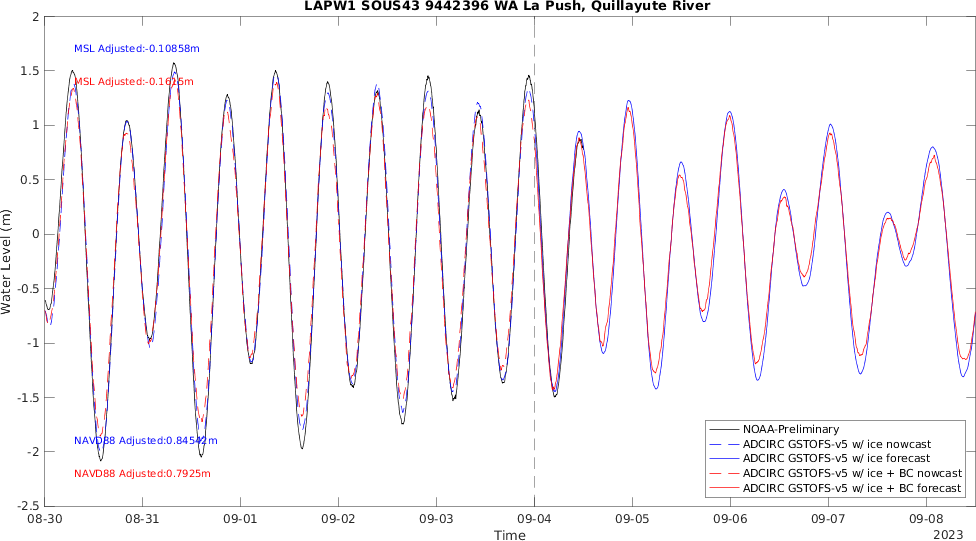 LAPW1 SOUS43 9442396 WA La Push, Quillayute River
2
1.5
1
0.5
0
-0.5
-1
-1.5
-2
-2.5
Water Level (m)
MSL Adjusted:-0.10858m
MSL Adjusted:-0.1615m
NAVD88 Adjusted:0.84542m
NAVD88 Adjusted:0.7925m
NOAA-Preliminary
ADCIRC GSTOFS-v5 w/ ice nowcast
ADCIRC GSTOFS-v5 w/ ice forecast
ADCIRC GSTOFS-v5 w/ ice + BC nowcast
ADCIRC GSTOFS-v5 w/ ice + BC forecast
08-30 08-31 09-01 09-02 09-03 09-04 09-05 09-06 09-07 09-08
Time
2023